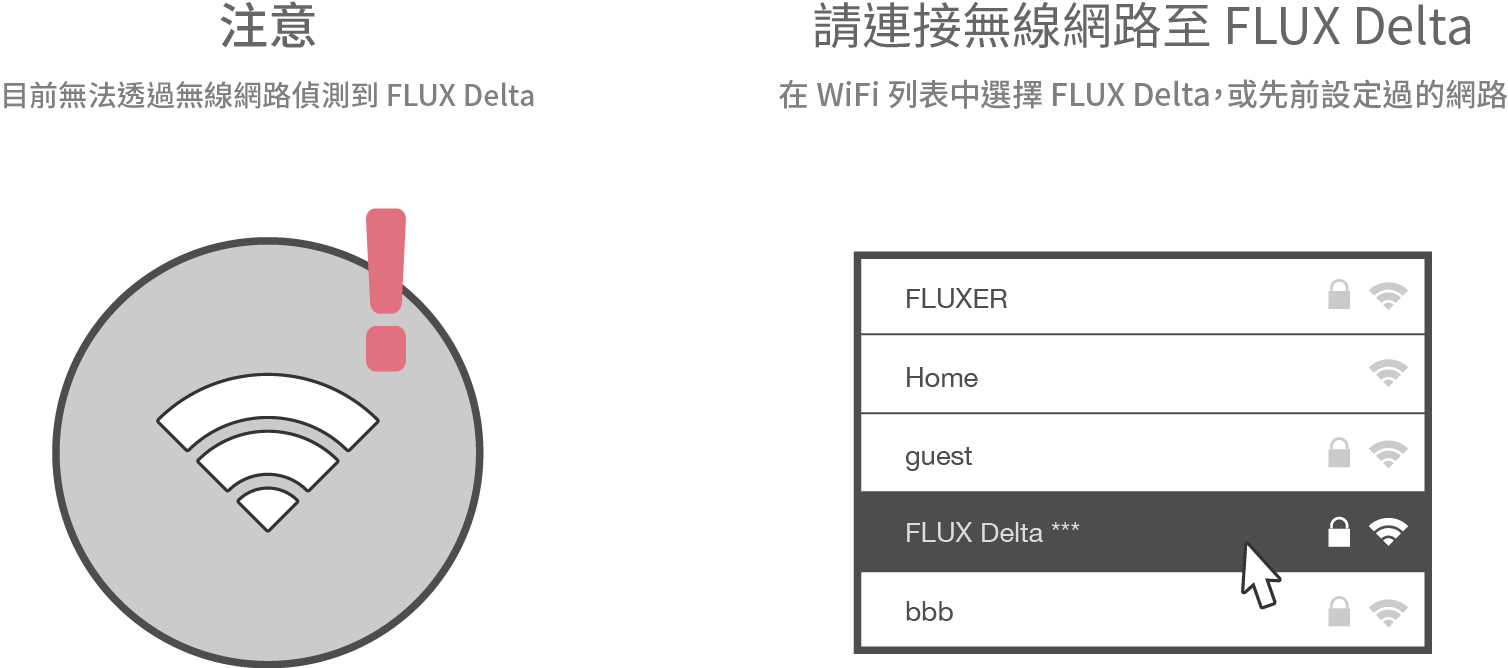 注意
目前無法透過無線網路偵測到 FLUX Delta
請連接無線網路至 FLUX Delta
在 WiFi 列表中選擇 FLUX Delta，或先前設定過的網路
FLUXER
Home
guest
FLUX Delta ***
bbb